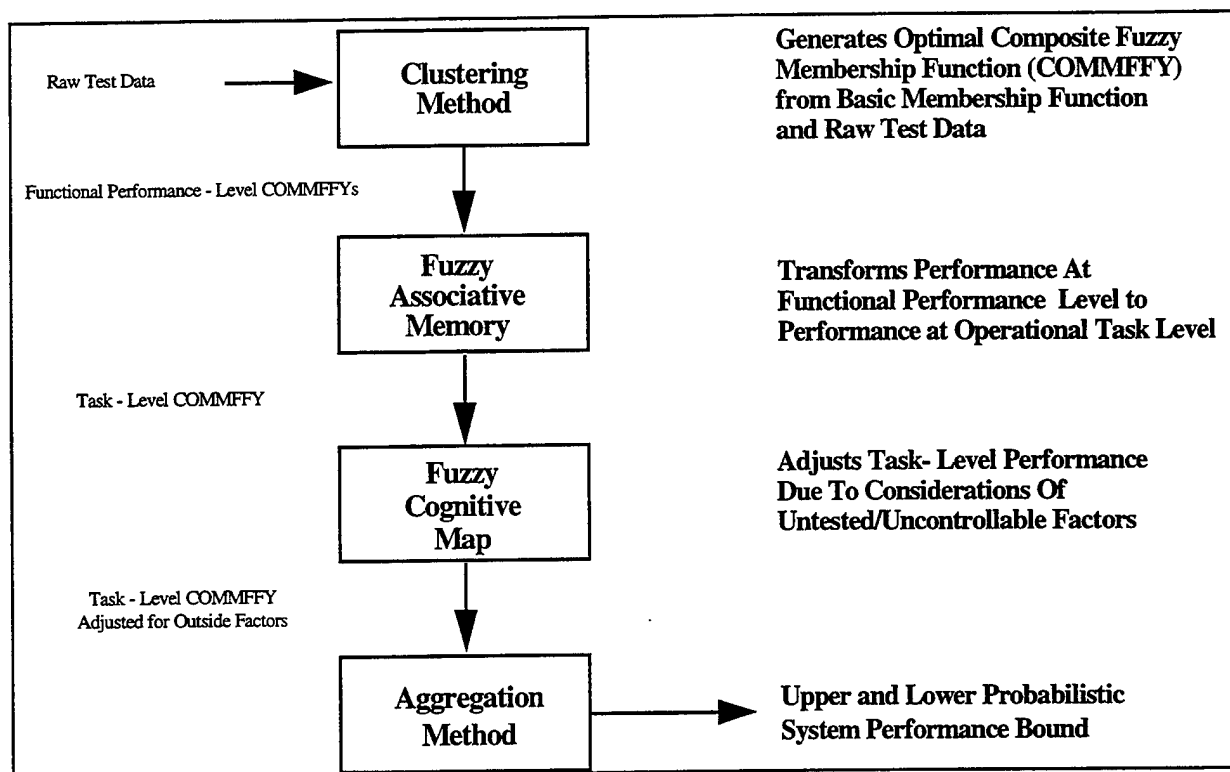 Raw Test Data
Clustering
Method
Generates Optimal Composite Fuzzy
Membership Function (COMMFFY)
from Basic Membership Function
and Raw Test Data
Functional Performance - Level COMMFFYs
Fuzzy
Associative
Memory
Transforms Performance At
Functional Performance Level to
Performance at Operational Task Level
Task - Level COMMFFY
Fuzzy
Cognitive
Map
Adjusts Task- Level Performance
Due To Considerations Of
Untested/Uncontrollable Factors
Task - Level COMMFFY
Adjusted for Outside Factors
Aggregation
Method
Upper and Lower Probabilistic
System Performance Bound